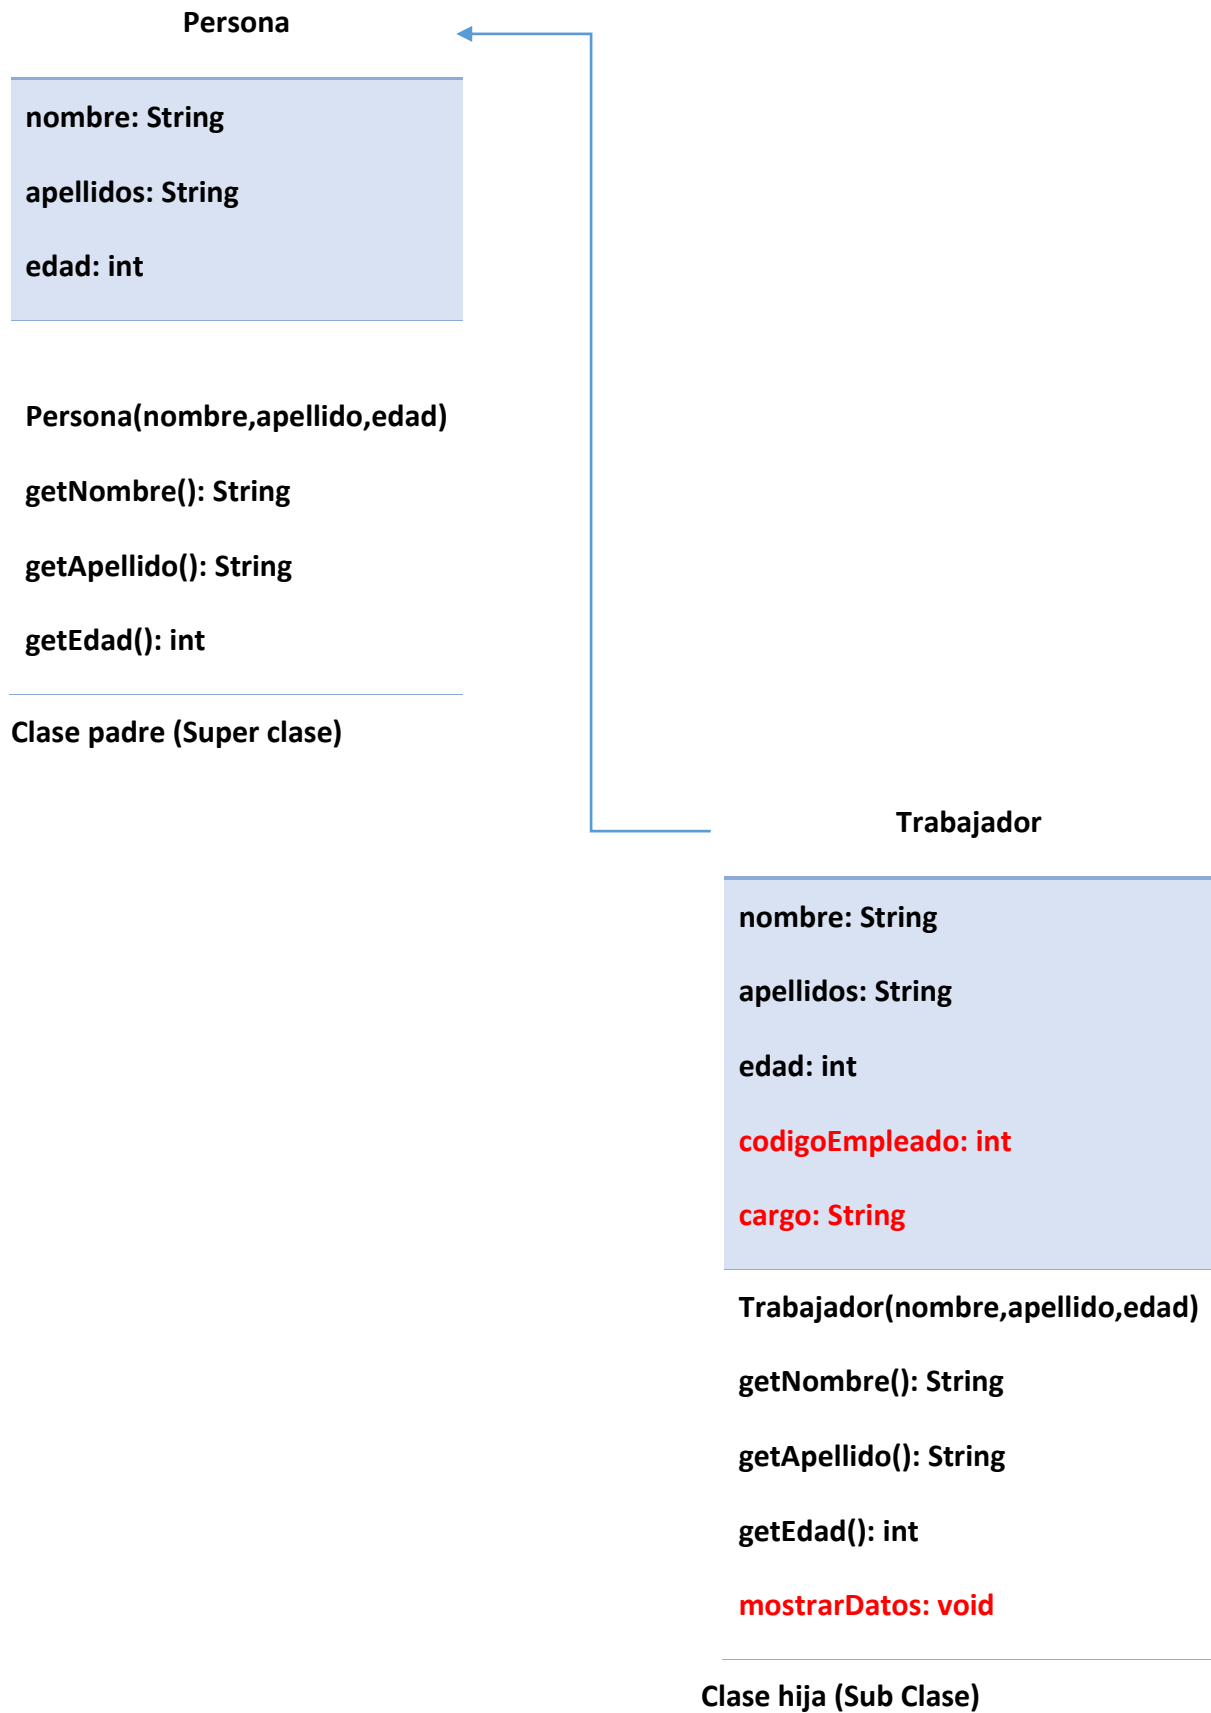 Persona
nombre: String
apellidos: String
edad: int
Persona(nombre,apellido,edad)
getNombre(): String
getApellido(): String
getEdad(): int
Clase padre (Super clase)
Trabajador
nombre: String
apellidos: String
edad: int
codigoEmpleado: int
cargo: String
Trabajador(nombre,apellido,edad)
getNombre(): String
getApellido(): String
getEdad(): int
mostrarDatos: void
Clase hija (Sub Clase)